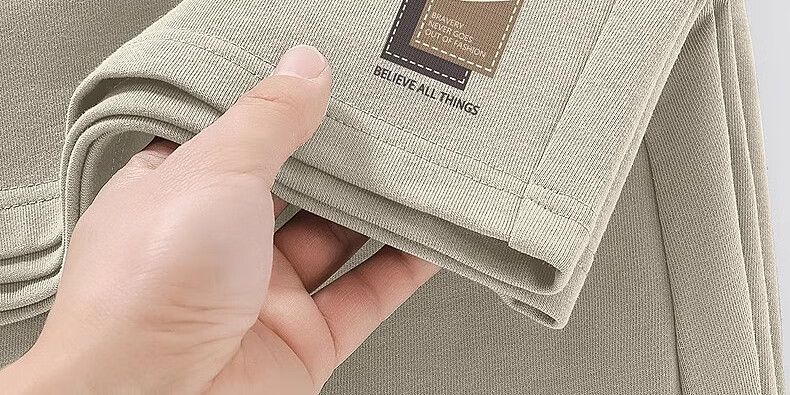 BRAVERY
NEVER GOES
OUT OF FASHION
BELIEVE ALL THINGS